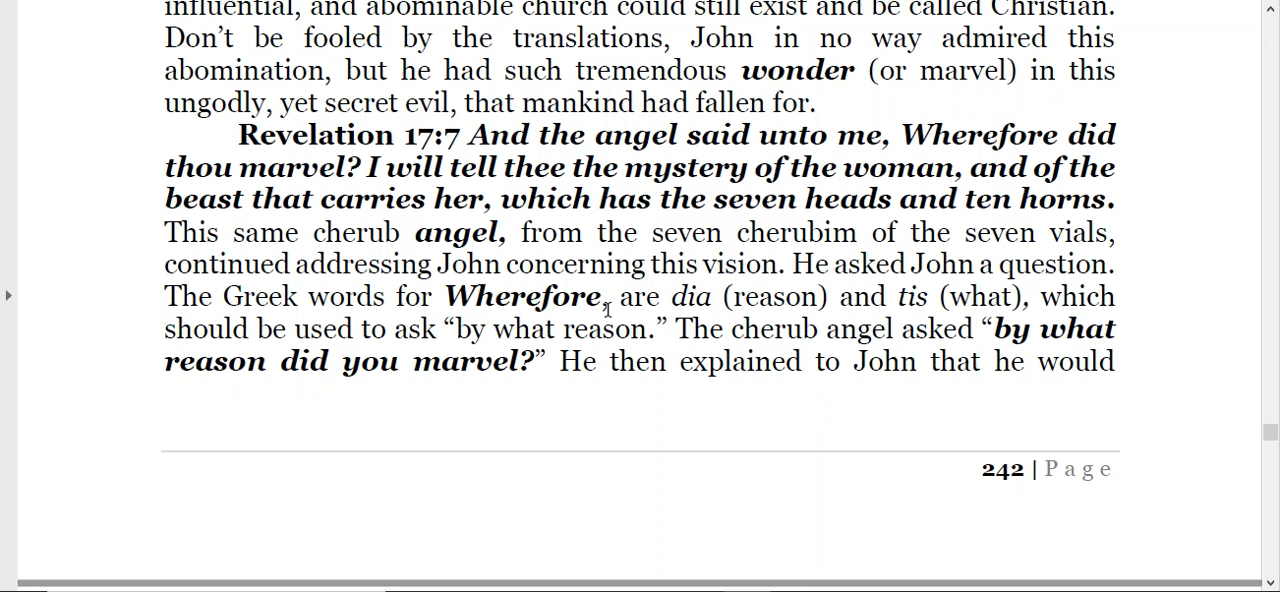 influential, and abominable church could still exist and be called Christian.
Don’t be fooled by the translations, John in no way admired this
abomination, but he had such tremendous wonder (or marvel) in this
ungodly, yet secret evil, that mankind had fallen for.
Revelation 17:7 And the angel said unto me, Wherefore did
thou marvel? I will tell thee the mystery of the woman, and of the
beast that carries her, which has the seven heads and ten horns.
This same cherub angel, from the seven cherubim of the seven vials,
continued addressing John concerning this vision. He asked John a question.
The Greek words for Wherefore, are dia (reason) and tis (what), which
should be used to ask “by what reason.” The cherub angel asked “by what
reason did you marvel?” He then explained to John that he would
242 | Page